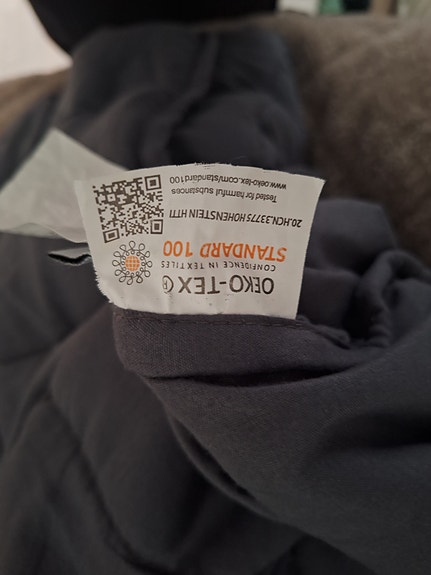 OEKO-TEX®
CONFIDENCE IN TEXTILES
STANDARD 100
20.HCN.33775 HOHENSTEIN HTTI
Tested for harmful substances
www.oeko-tex.com/standard100